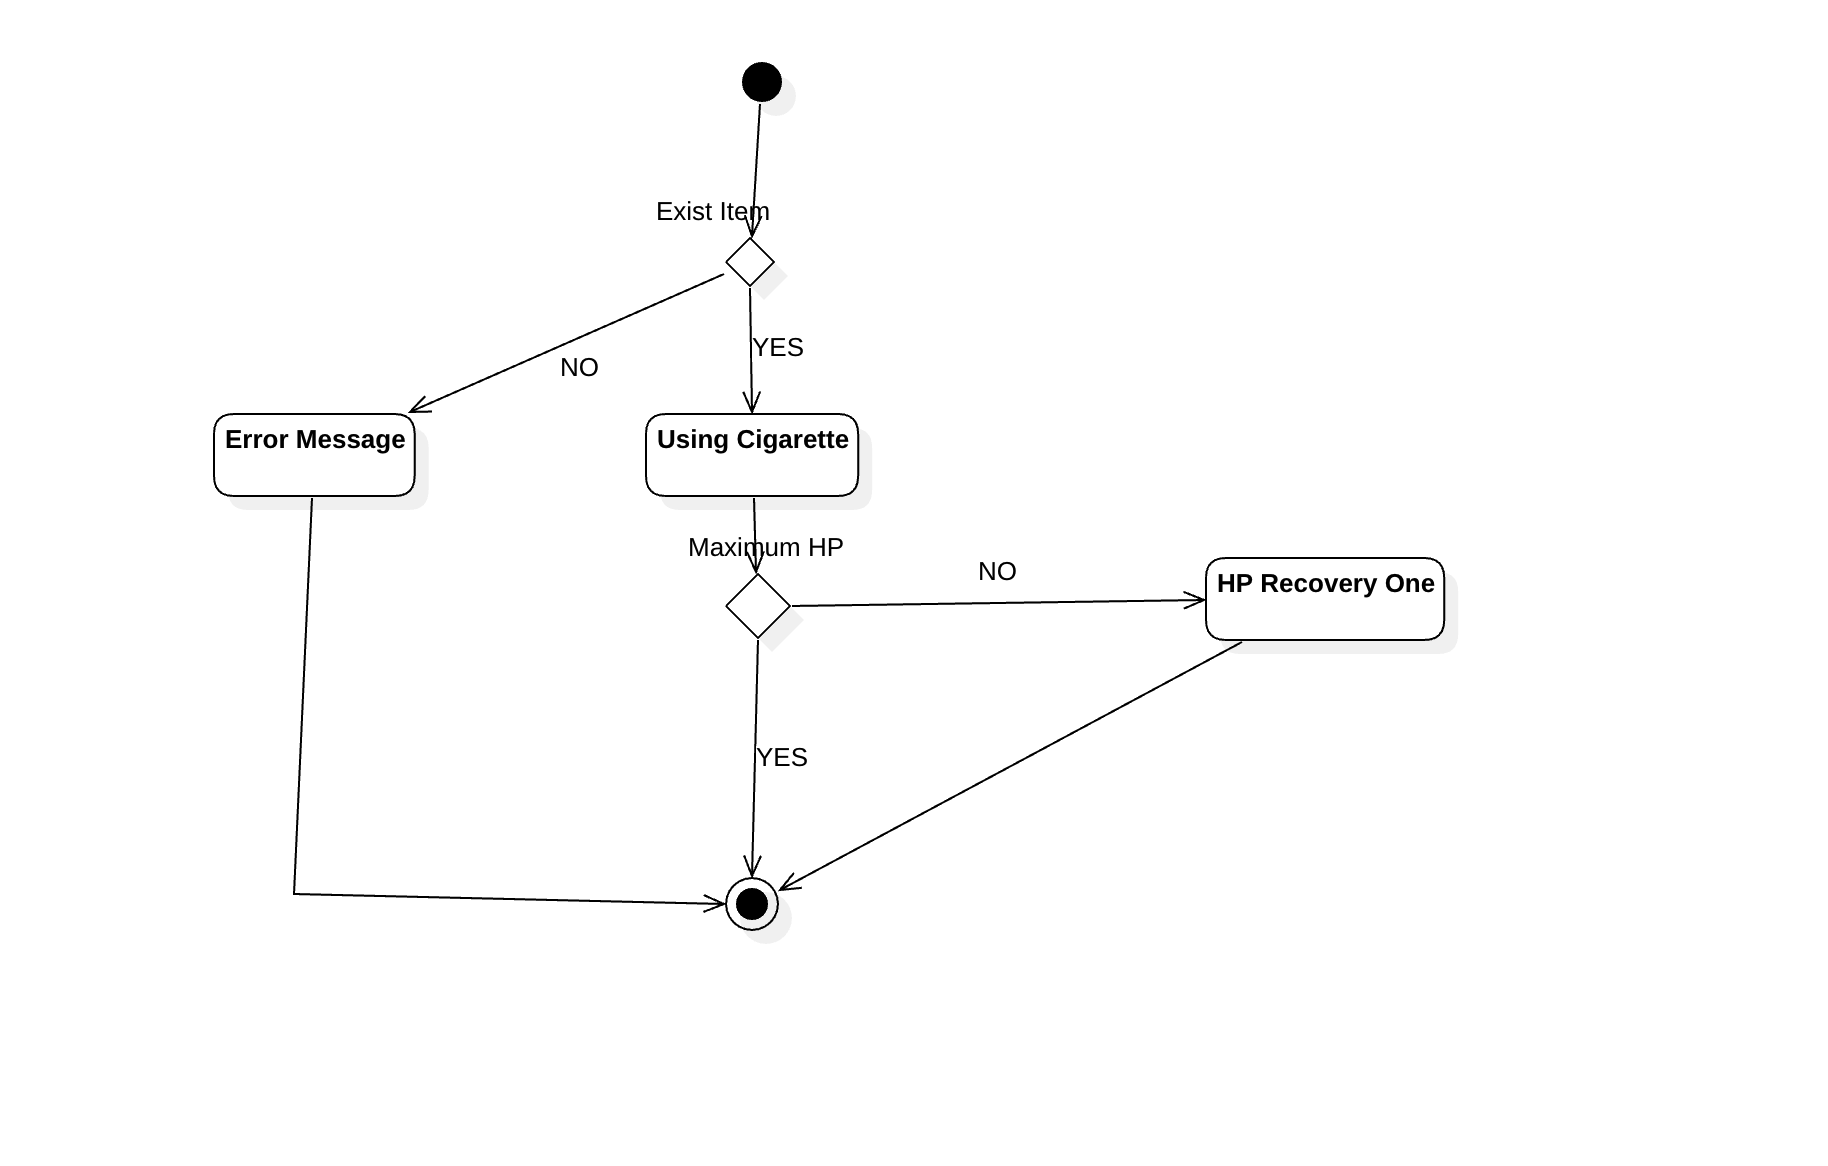 Exist Item
YES
NO
Error Message
Using Cigarette
Maximum HP
NO
HP Recovery One
YES